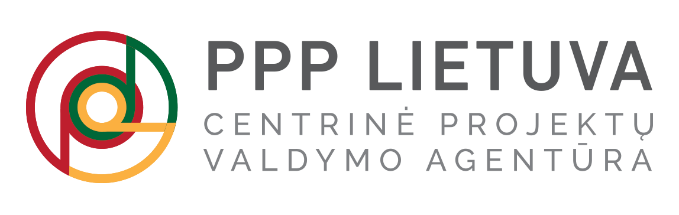 PPP LIETUVA
CENTRINĖ PROJEKTŲ
VALDYMO AGENTŪRA